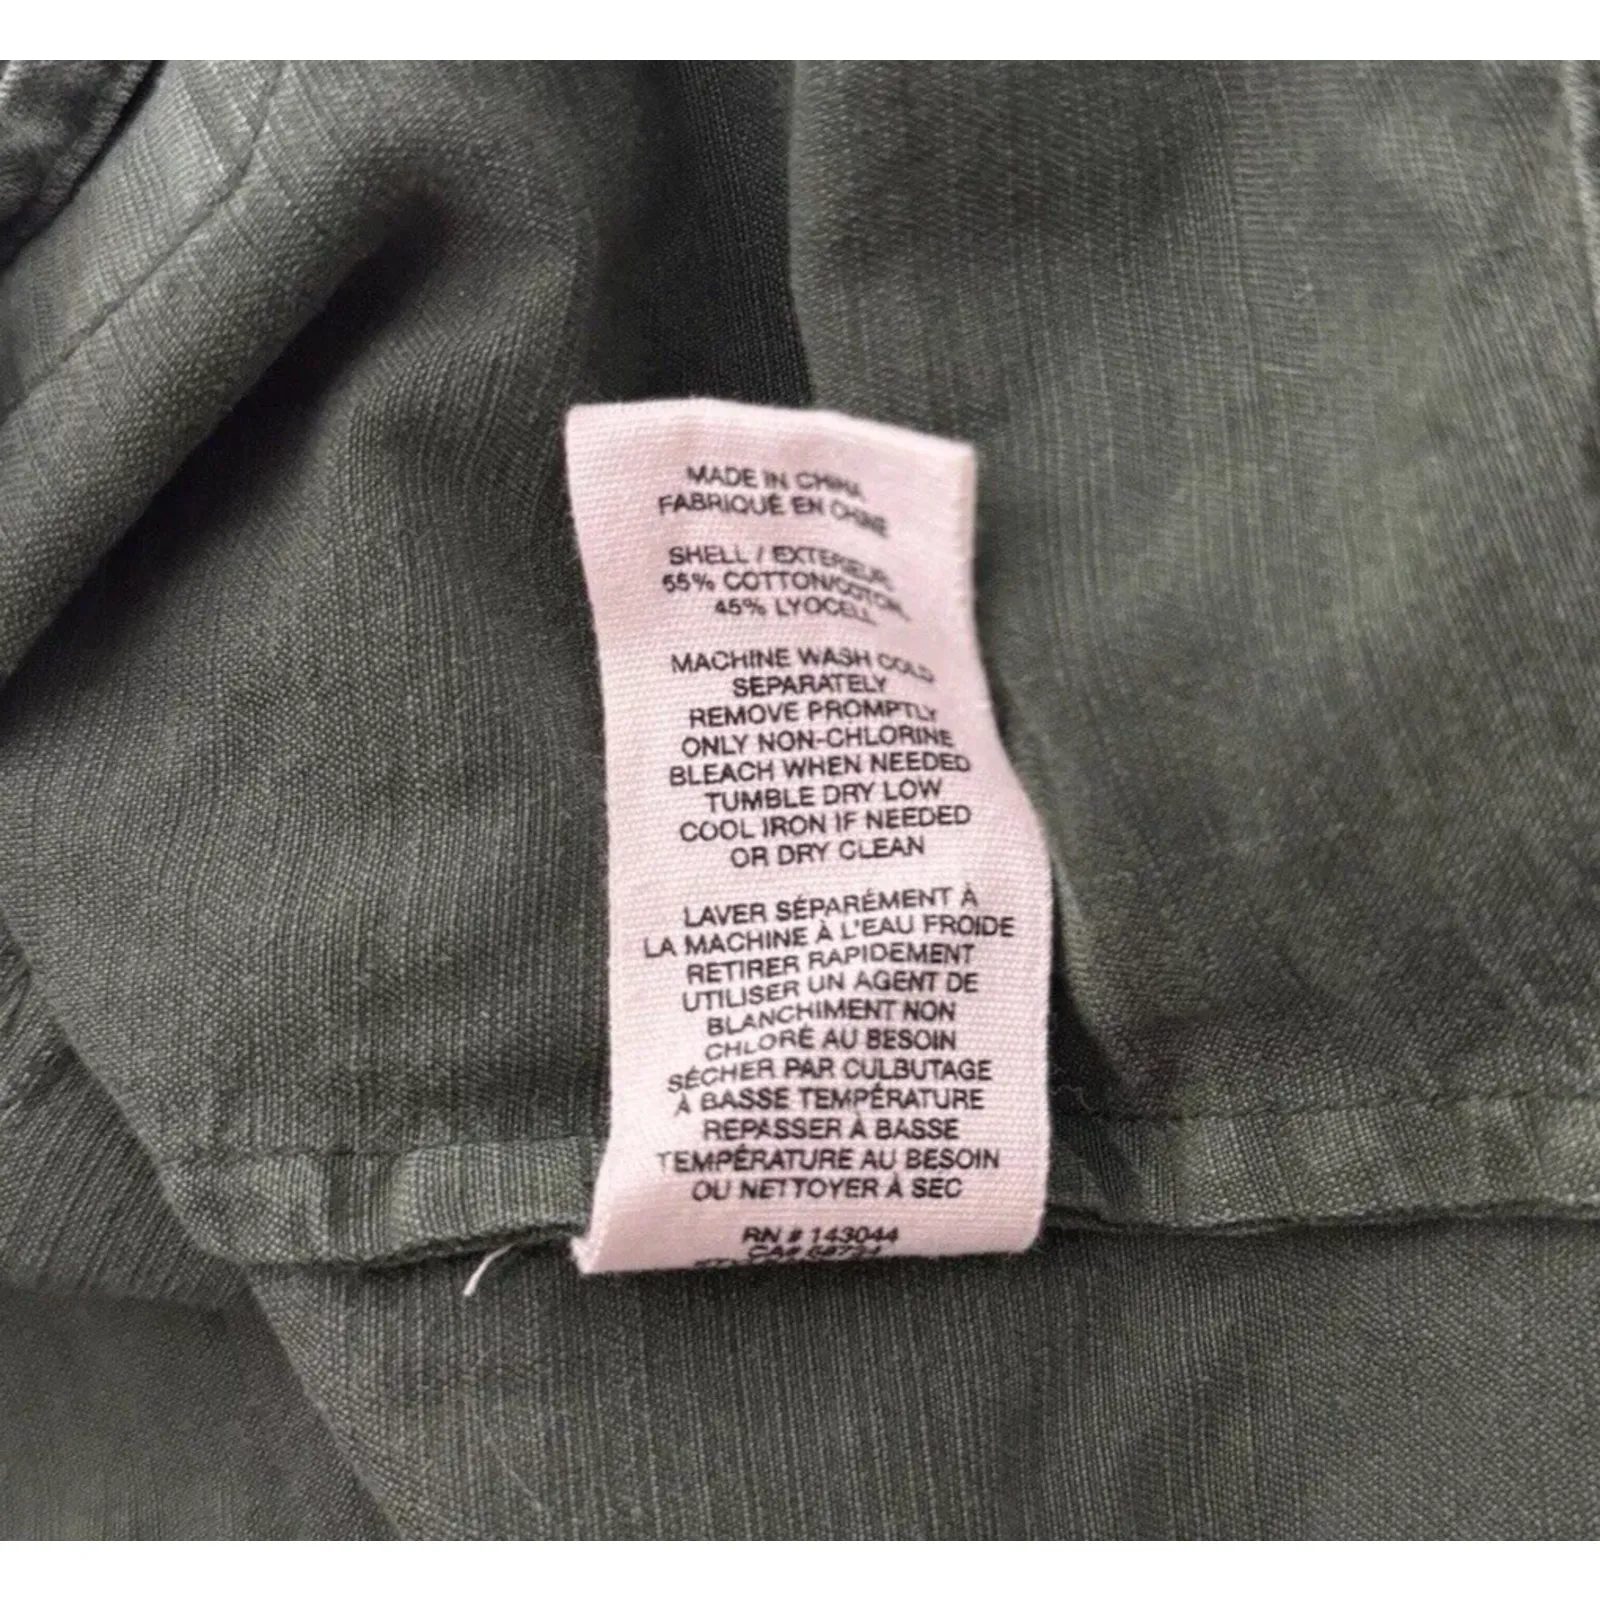 MADE IN CHINA
FABRIQUÉ EN CHINE
SHELL / EXTERIEUR
55% COTTON/COTON
45% LYOCELL
MACHINE WASH COLD
SEPARATELY
REMOVE PROMPTLY
ONLY NON-CHLORINE
BLEACH WHEN NEEDED
TUMBLE DRY LOW
COOL IRON IF NEEDED
OR DRY CLEAN
LAVER SÉPARÉMENT À
LA MACHINE À L'EAU FROIDE
RETIRER RAPIDEMENT
UTILISER UN AGENT DE
BLANCHIMENT NON
CHLORÉ AU BESOIN
SÉCHER PAR CULBUTAGE
À BASSE TEMPÉRATURE
REPASSER À BASSE
TEMPÉRATURE AU BESOIN
OU NETTOYER À SEC
RN # 143044
CA#